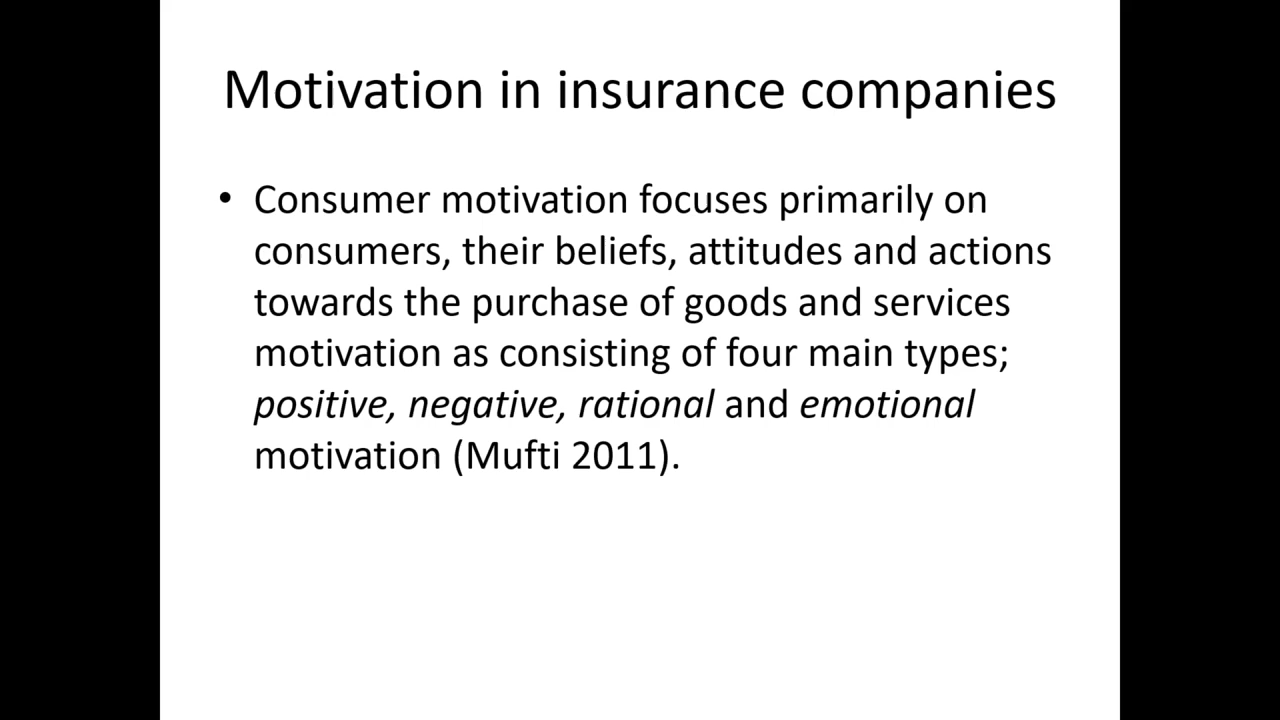 Motivation in insurance companies
• Consumer motivation focuses primarily on
consumers, their beliefs, attitudes and actions
towards the purchase of goods and services
motivation as consisting of four main types;
positive, negative, rational and emotional
motivation (Mufti 2011).